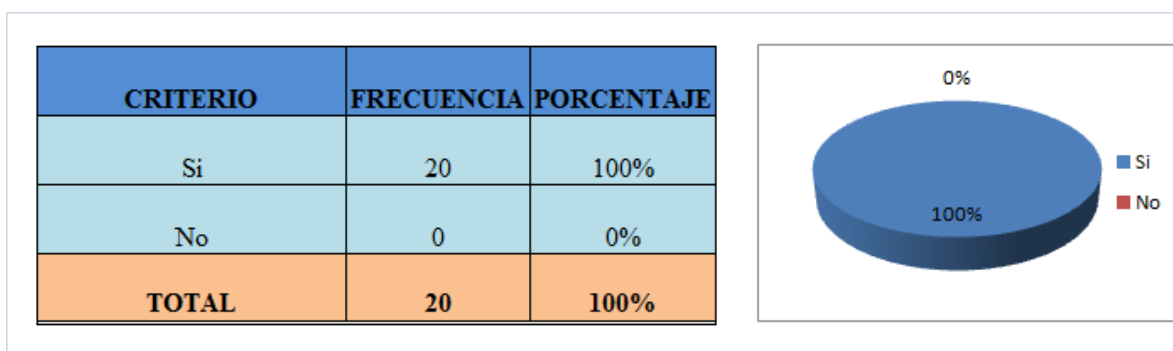 CRITERIO FRECUENCIA PORCENTAJE
Si 20 100%
No 0 0%
TOTAL 20 100%
0%
100%
Si
No